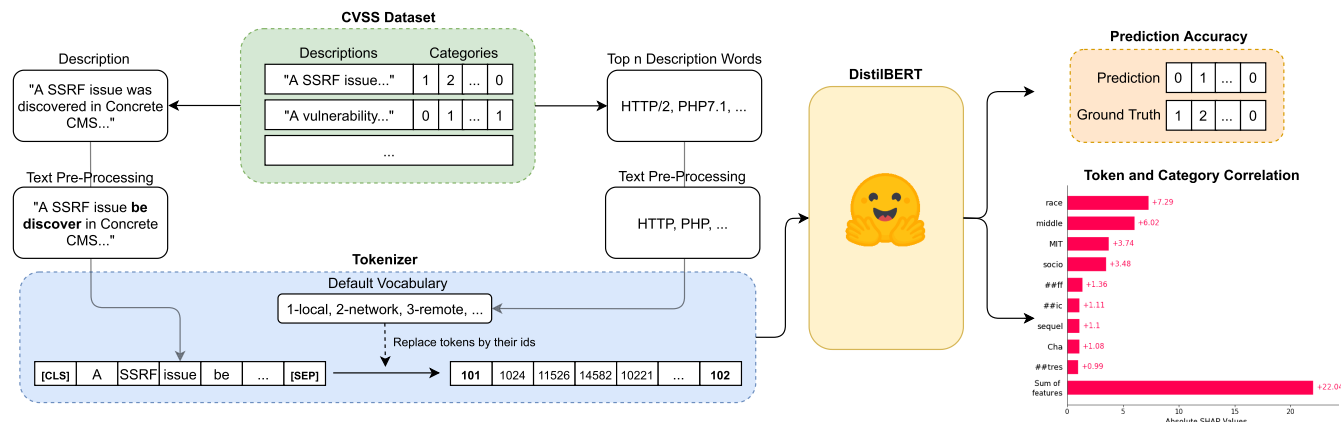 CVSS Dataset
Descriptions Categories
"A SSRF issue..." 1 2 ... 0
"A vulnerability..." 0 1 ... 1
...
Description
"A SSRF issue was
discovered in Concrete
CMS..."
Text Pre-Processing
"A SSRF issue be
discover in Concrete
CMS..."
Top n Description Words
HTTP/2, PHP7.1, ...
Text Pre-Processing
HTTP, PHP, ...
Tokenizer
Default Vocabulary
1-local, 2-network, 3-remote, ...
Replace tokens by their ids
[CLS] A SSRF issue be ... [SEP]
101 1024 11526 14582 10221 ... 102
DistilBERT
Prediction Accuracy
Prediction 0 1 ... 0
Ground Truth 1 2 ... 0
Token and Category Correlation
race +7.29
middle +6.02
MIT +3.74
socio +3.48
##ff +1.36
##ic +1.11
sequel +1.1
Cha +1.08
##tres +0.99
Sum of
features +22.04
0 5 10 15 20
Absolute SHAP Values